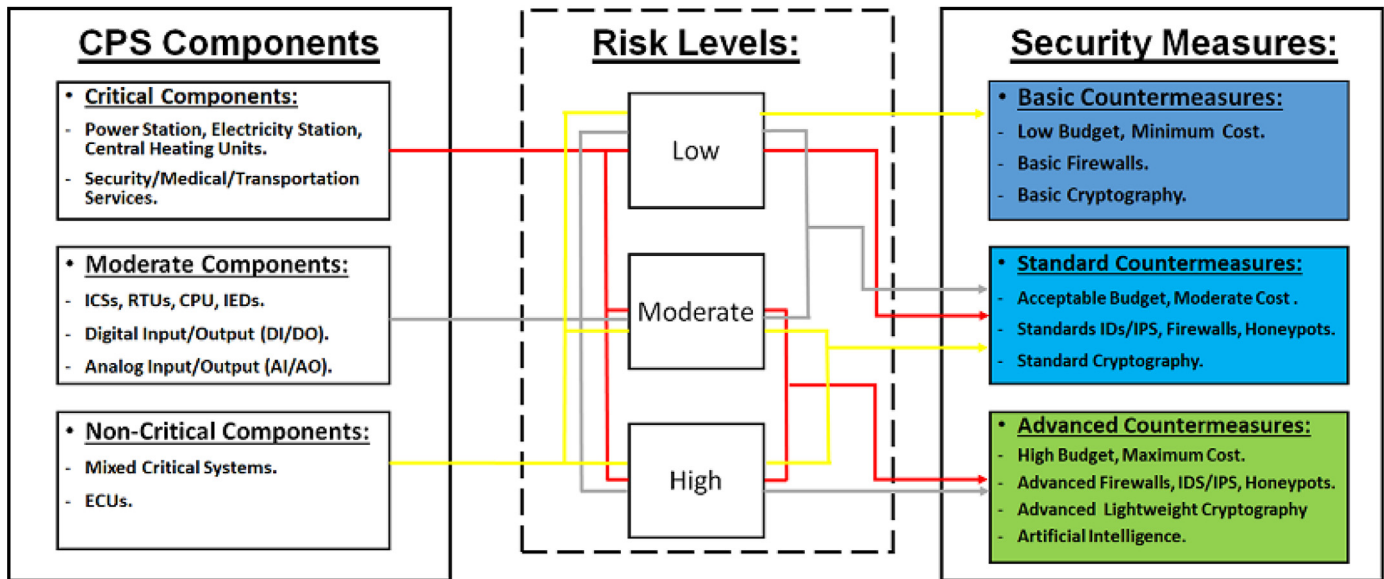 CPS Components
• Critical Components:
- Power Station, Electricity Station,
Central Heating Units.
- Security/Medical/Transportation
Services.
• Moderate Components:
- ICSs, RTUs, CPU, IEDs.
- Digital Input/Output (DI/DO).
- Analog Input/Output (AI/AO).
• Non-Critical Components:
- Mixed Critical Systems.
- ECUs.
Risk Levels:
Low
Moderate
High
Security Measures:
• Basic Countermeasures:
- Low Budget, Minimum Cost.
- Basic Firewalls.
- Basic Cryptography.
• Standard Countermeasures:
- Acceptable Budget, Moderate Cost .
- Standards IDs/IPS, Firewalls, Honeypots.
- Standard Cryptography.
• Advanced Countermeasures:
- High Budget, Maximum Cost.
- Advanced Firewalls, IDS/IPS, Honeypots.
- Advanced Lightweight Cryptography
- Artificial Intelligence.